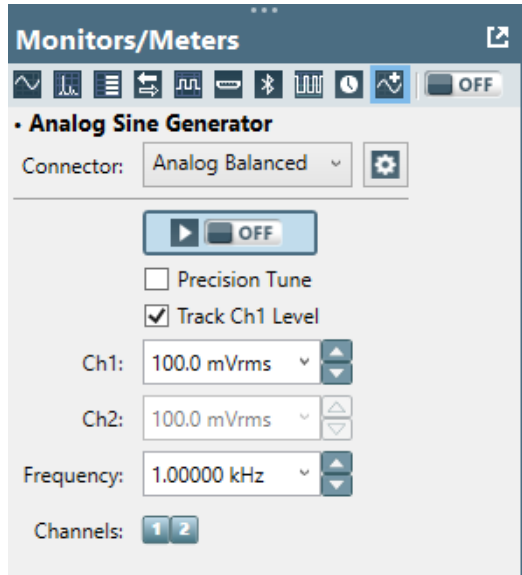 Monitors/Meters
OFF
• Analog Sine Generator
Connector: Analog Balanced
OFF
Precision Tune
Track Ch1 Level
Ch1: 100.0 mVrms
Ch2: 100.0 mVrms
Frequency: 1.00000 kHz
Channels: 1 2